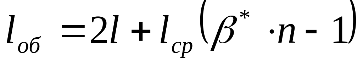 l_об = 2l + l_ср(β* · n − 1)